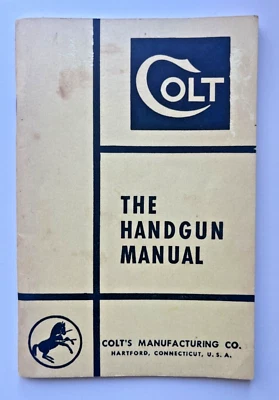 COLT
THE
HANDGUN
MANUAL
COLT'S MANUFACTURING CO.
HARTFORD, CONNECTICUT, U. S. A.